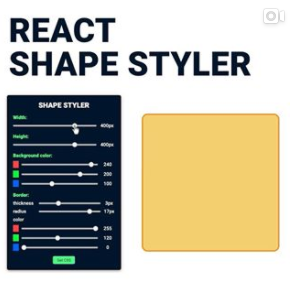 REACT
SHAPE STYLER
SHAPE STYLER
Width:
400px
Height:
400px
Background color:
240
200
100
Border:
thickness 3px
radius 17px
color
255
120
0
Get CSS